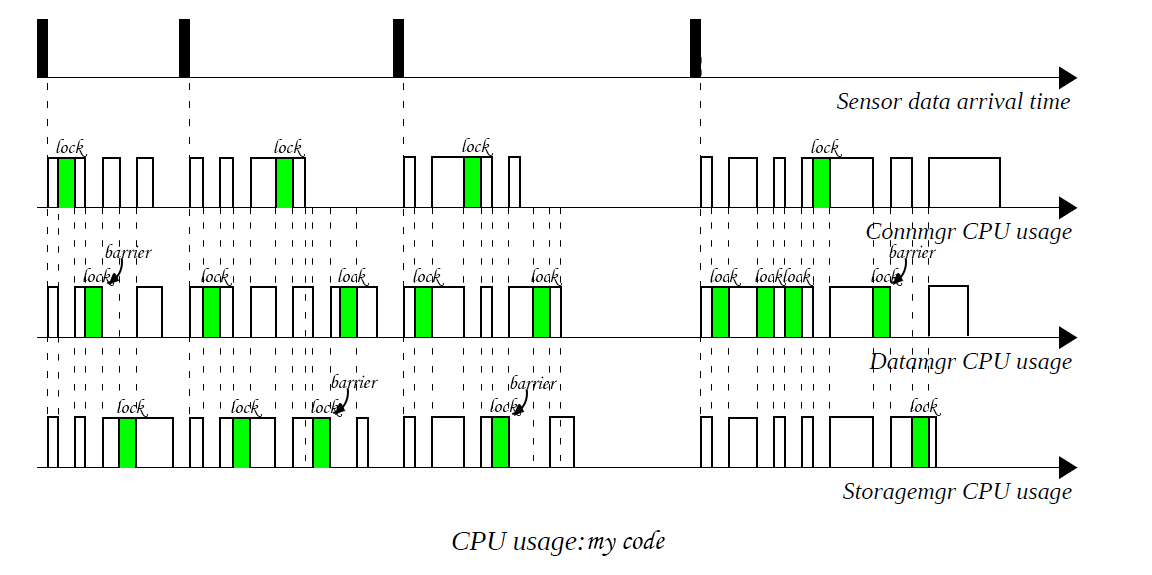 Sensor data arrival time
lock lock lock lock
Connmgr CPU usage
barrier barrier
lock lock lock lock lock lock lock lock lock
Datamgr CPU usage
barrier barrier
lock lock lock lock lock
Storagemgr CPU usage
CPU usage:my code